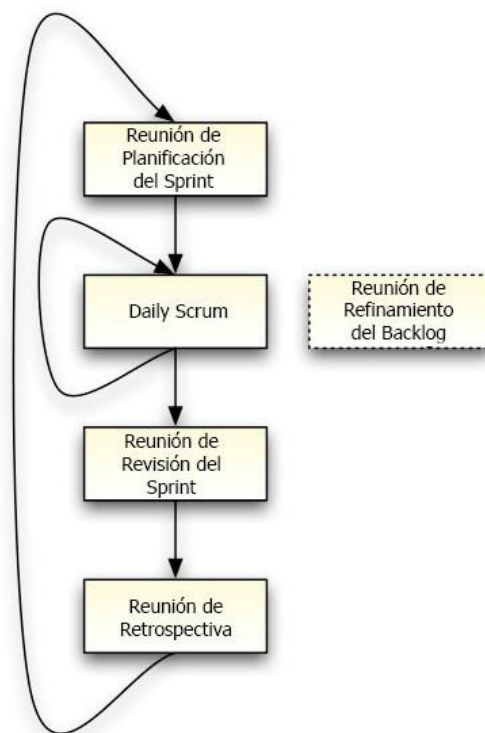 Reunión de
Planificación
del Sprint
Daily Scrum
Reunión de
Refinamiento
del Backlog
Reunión de
Revisión del
Sprint
Reunión de
Retrospectiva